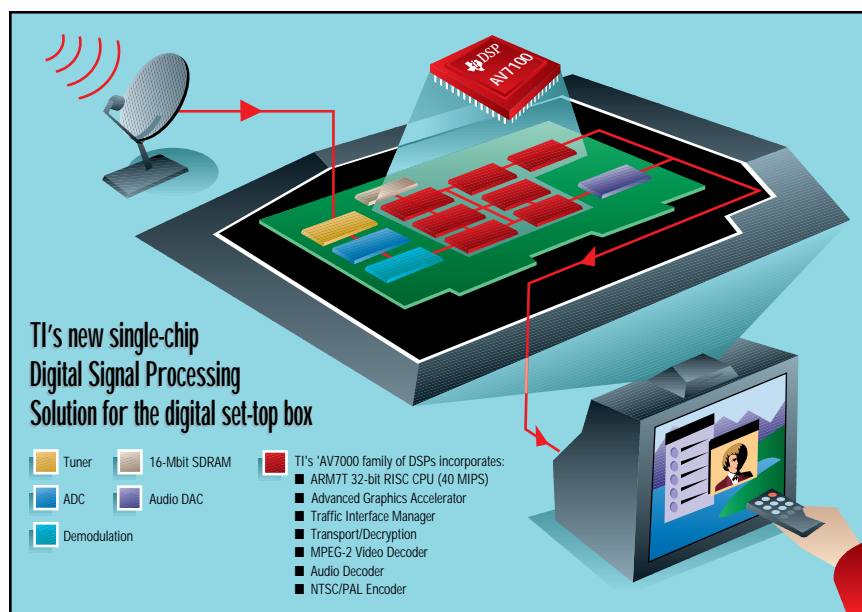 DSP
AV7100
TI's new single-chip
Digital Signal Processing
Solution for the digital set-top box
Tuner
16-Mbit SDRAM
ADC
Audio DAC
Demodulation
TI's 'AV7000 family of DSPs incorporates:
■ ARM7T 32-bit RISC CPU (40 MIPS)
■ Advanced Graphics Accelerator
■ Traffic Interface Manager
■ Transport/Decryption
■ MPEG-2 Video Decoder
■ Audio Decoder
■ NTSC/PAL Encoder